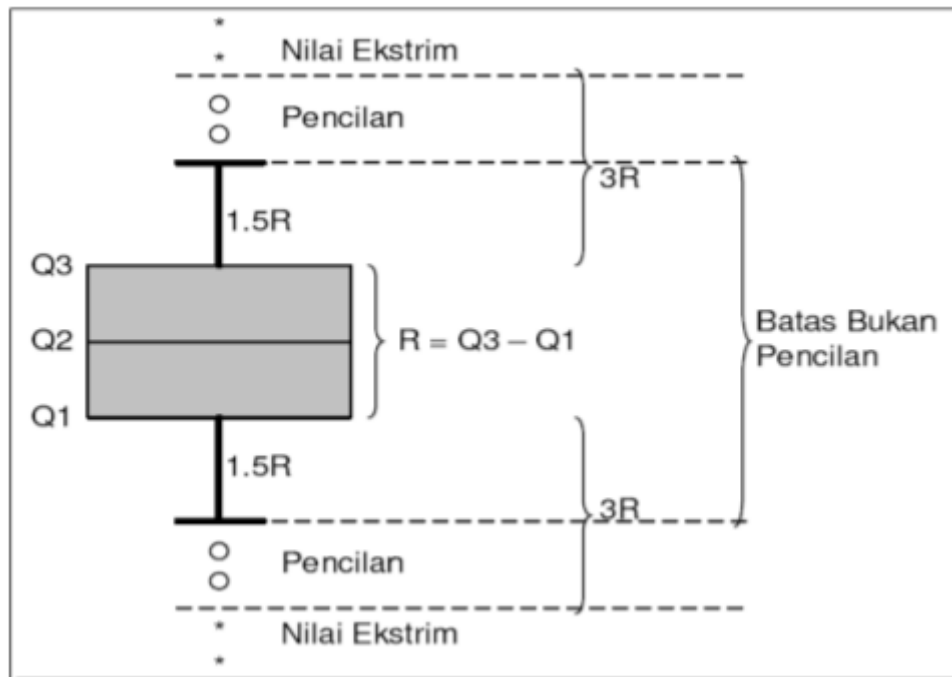 *
* Nilai Ekstrim
Pencilan
3R
1.5R
Q3
Q2
R = Q3 – Q1
Batas Bukan
Pencilan
Q1
1.5R
3R
Pencilan
* Nilai Ekstrim
*